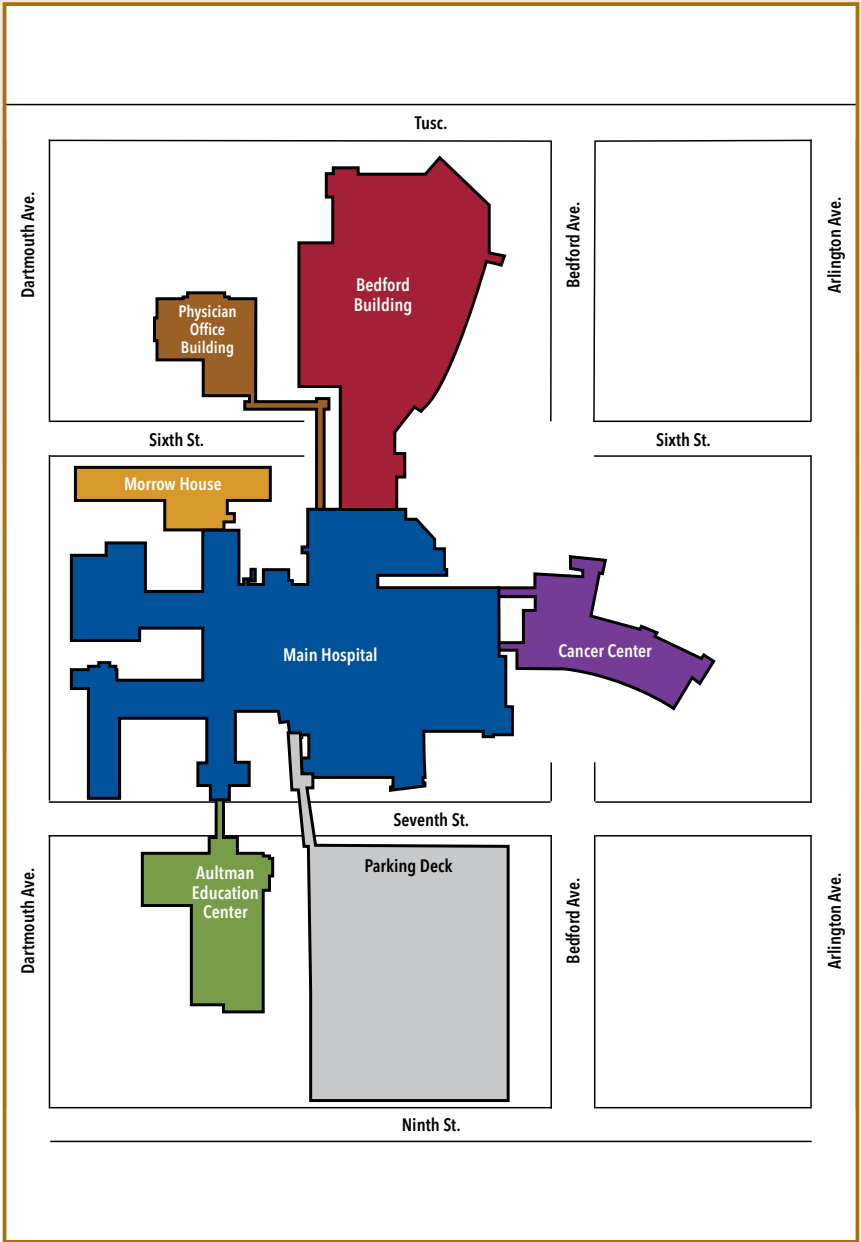 Tusc.
Dartmouth Ave.
Bedford Ave.
Arlington Ave.
Bedford
Building
Physician
Office
Building
Sixth St.
Sixth St.
Morrow House
Main Hospital
Cancer Center
Seventh St.
Parking Deck
Aultman
Education
Center
Dartmouth Ave.
Bedford Ave.
Arlington Ave.
Ninth St.